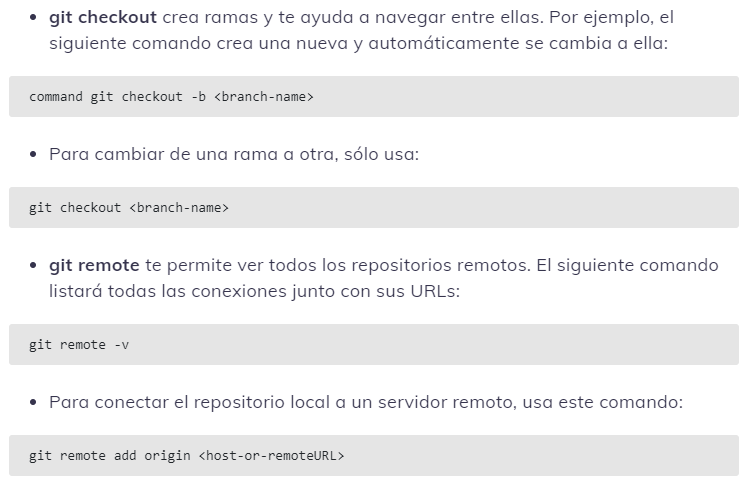 git checkout crea ramas y te ayuda a navegar entre ellas. Por ejemplo, el
siguiente comando crea una nueva y automáticamente se cambia a ella:
command git checkout -b <branch-name>
Para cambiar de una rama a otra, sólo usa:
git checkout <branch-name>
git remote te permite ver todos los repositorios remotos. El siguiente comando
listará todas las conexiones junto con sus URLs:
git remote -v
Para conectar el repositorio local a un servidor remoto, usa este comando:
git remote add origin <host-or-remoteURL>